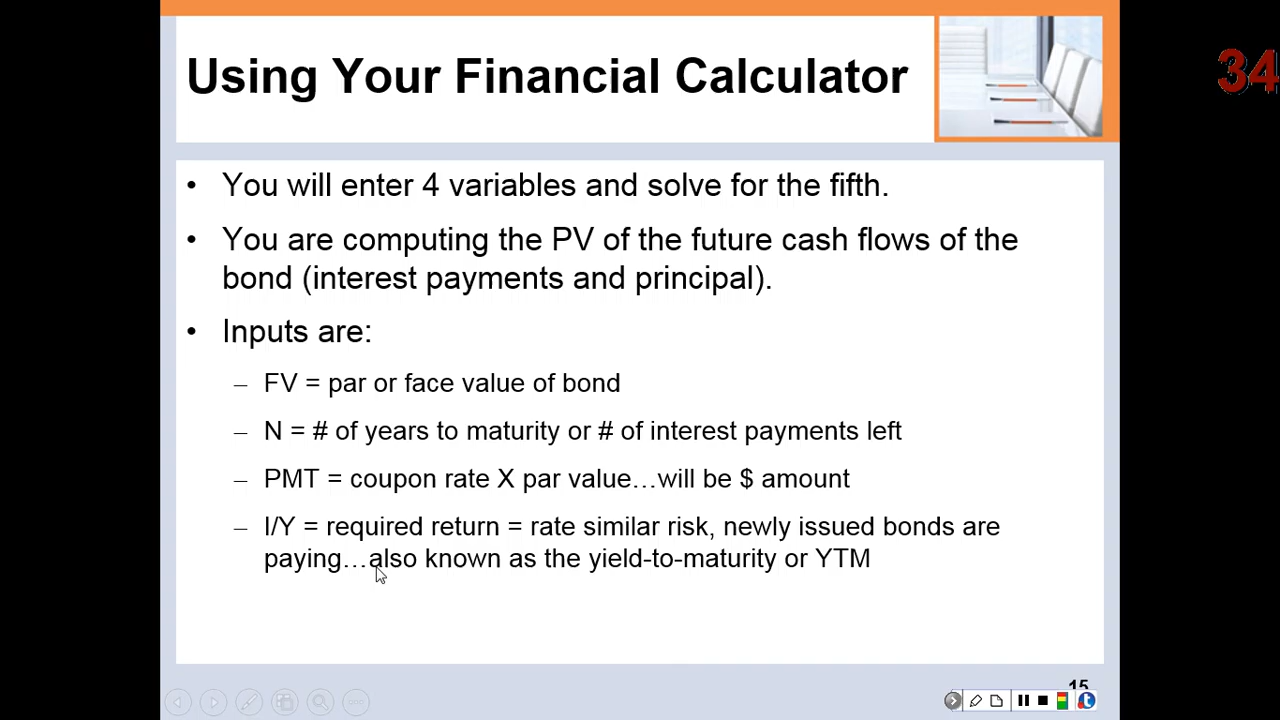 Using Your Financial Calculator
34
• You will enter 4 variables and solve for the fifth.
• You are computing the PV of the future cash flows of the
bond (interest payments and principal).
• Inputs are:
– FV = par or face value of bond
– N = # of years to maturity or # of interest payments left
– PMT = coupon rate X par value…will be $ amount
– I/Y = required return = rate similar risk, newly issued bonds are
paying…also known as the yield-to-maturity or YTM
15